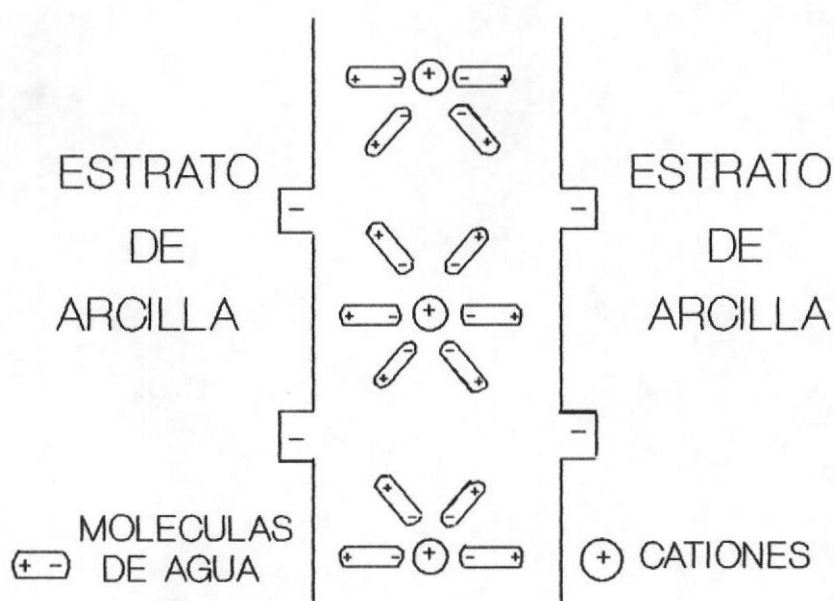 ESTRATO
DE
ARCILLA
ESTRATO
DE
ARCILLA
MOLECULAS
DE AGUA
CATIONES